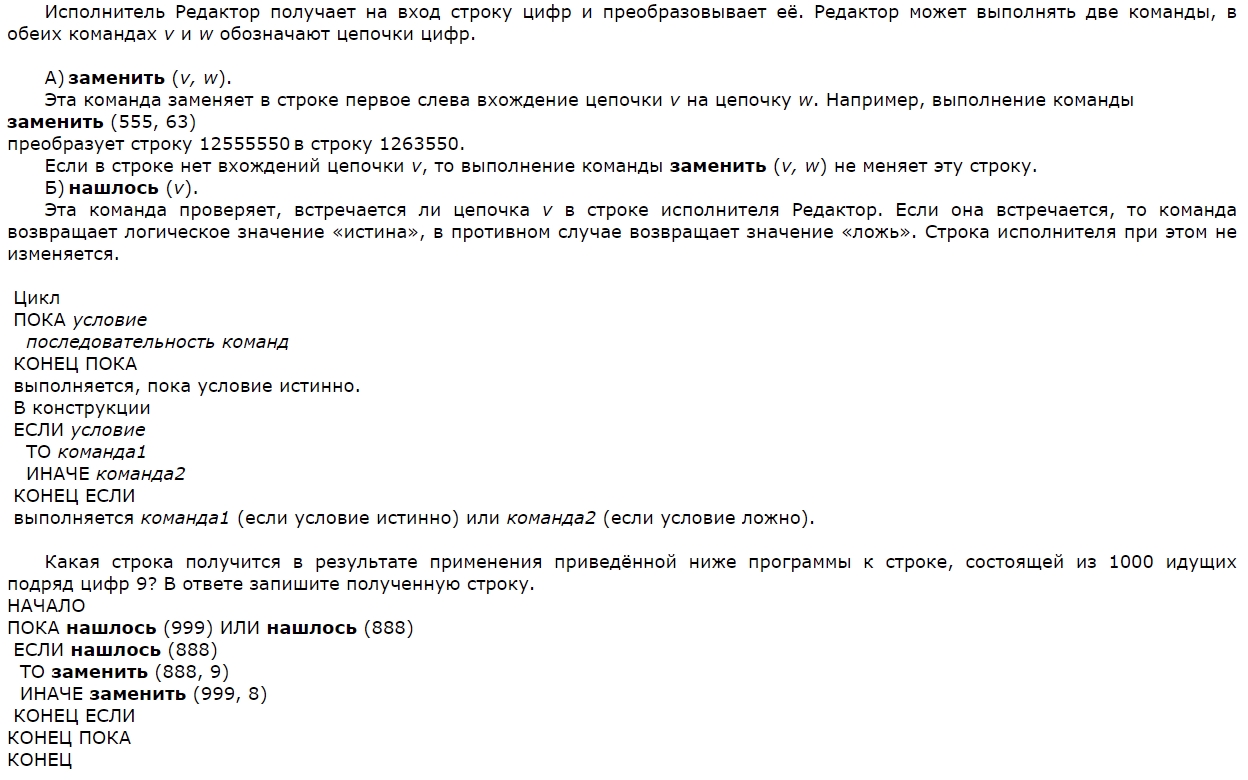 Исполнитель Редактор получает на вход строку цифр и преобразовывает её. Редактор может выполнять две команды, в
обеих командах v и w обозначают цепочки цифр.
А) заменить (v, w).
Эта команда заменяет в строке первое слева вхождение цепочки v на цепочку w. Например, выполнение команды
заменить (555, 63)
преобразует строку 12555550 в строку 1263550.
Если в строке нет вхождений цепочки v, то выполнение команды заменить (v, w) не меняет эту строку.
Б) нашлось (v).
Эта команда проверяет, встречается ли цепочка v в строке исполнителя Редактор. Если она встречается, то команда
возвращает логическое значение «истина», в противном случае возвращает значение «ложь». Строка исполнителя при этом не
изменяется.
Цикл
ПОКА условие
последовательность команд
КОНЕЦ ПОКА
выполняется, пока условие истинно.
В конструкции
ЕСЛИ условие
ТО команда1
ИНАЧЕ команда2
КОНЕЦ ЕСЛИ
выполняется команда1 (если условие истинно) или команда2 (если условие ложно).
Какая строка получится в результате применения приведённой ниже программы к строке, состоящей из 1000 идущих
подряд цифр 9? В ответе запишите полученную строку.
НАЧАЛО
ПОКА нашлось (999) ИЛИ нашлось (888)
ЕСЛИ нашлось (888)
ТО заменить (888, 9)
ИНАЧЕ заменить (999, 8)
КОНЕЦ ЕСЛИ
КОНЕЦ ПОКА
КОНЕЦ